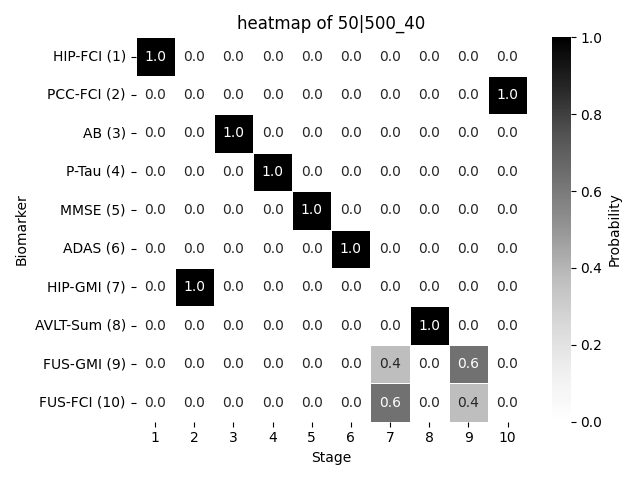 heatmap of 50|500_40
HIP-FCI (1) 1.0 0.0 0.0 0.0 0.0 0.0 0.0 0.0 0.0 0.0
PCC-FCI (2) 0.0 0.0 0.0 0.0 0.0 0.0 0.0 0.0 0.0 1.0
AB (3) 0.0 0.0 1.0 0.0 0.0 0.0 0.0 0.0 0.0 0.0
P-Tau (4) 0.0 0.0 0.0 1.0 0.0 0.0 0.0 0.0 0.0 0.0
MMSE (5) 0.0 0.0 0.0 0.0 1.0 0.0 0.0 0.0 0.0 0.0
ADAS (6) 0.0 0.0 0.0 0.0 0.0 1.0 0.0 0.0 0.0 0.0
HIP-GMI (7) 0.0 1.0 0.0 0.0 0.0 0.0 0.0 0.0 0.0 0.0
AVLT-Sum (8) 0.0 0.0 0.0 0.0 0.0 0.0 0.0 1.0 0.0 0.0
FUS-GMI (9) 0.0 0.0 0.0 0.0 0.0 0.0 0.4 0.0 0.6 0.0
FUS-FCI (10) 0.0 0.0 0.0 0.0 0.0 0.0 0.6 0.0 0.4 0.0
1 2 3 4 5 6 7 8 9 10
Stage
Biomarker
1.0
0.8
0.6
0.4
0.2
0.0
Probability